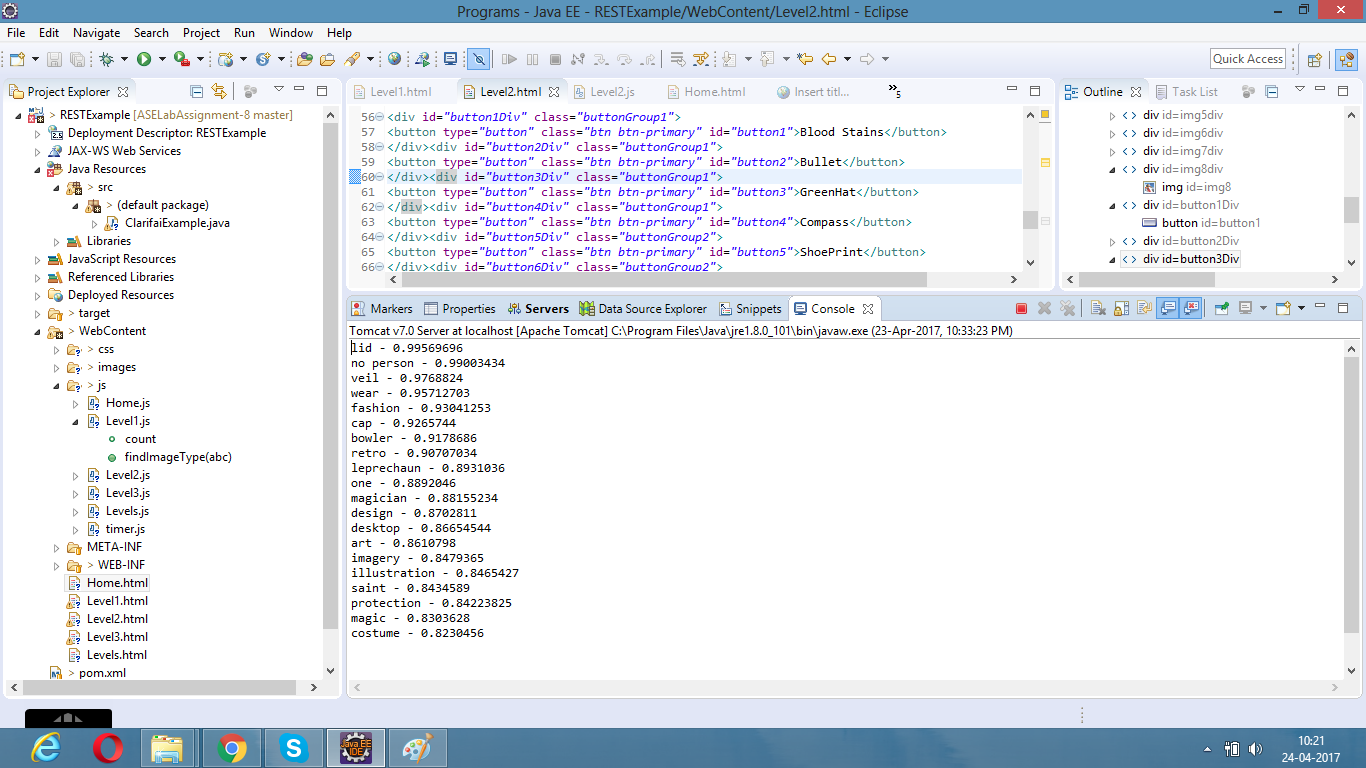 Programs - Java EE - RESTExample/WebContent/Level2.html - Eclipse
File Edit Navigate Search Project Run Window Help
Quick Access
Project Explorer
> RESTExample [ASELabAssignment-8 master]
Deployment Descriptor: RESTExample
JAX-WS Web Services
Java Resources
> src
> (default package)
ClarifaiExample.java
Libraries
JavaScript Resources
Referenced Libraries
Deployed Resources
> target
> WebContent
> css
> images
> js
Home.js
Level1.js
count
findImageType(abc)
Level2.js
Level3.js
Levels.js
timer.js
META-INF
> WEB-INF
Home.html
Level1.html
Level2.html
Level3.html
Levels.html
> pom.xml
Level1.html Level2.html Level2.js Home.html Insert titl... »5
56 <div id="button1Div" class="buttonGroup1">
57 <button type="button" class="btn btn-primary" id="button1">Blood Stains</button>
58 </div><div id="button2Div" class="buttonGroup1">
59 <button type="button" class="btn btn-primary" id="button2">Bullet</button>
60 </div><div id="button3Div" class="buttonGroup1">
61 <button type="button" class="btn btn-primary" id="button3">GreenHat</button>
62 </div><div id="button4Div" class="buttonGroup1">
63 <button type="button" class="btn btn-primary" id="button4">Compass</button>
64 </div><div id="button5Div" class="buttonGroup2">
65 <button type="button" class="btn btn-primary" id="button5">ShoePrint</button>
66 </div><div id="button6Div" class="buttonGroup2">
Outline Task List
<> div id=img5div
<> div id=img6div
<> div id=img7div
<> div id=img8div
img id=img8
<> div id=button1Div
button id=button1
<> div id=button2Div
<> div id=button3Div
Markers Properties Servers Data Source Explorer Snippets Console
Tomcat v7.0 Server at localhost [Apache Tomcat] C:\Program Files\Java\jre1.8.0_101\bin\javaw.exe (23-Apr-2017, 10:33:23 PM)
lid - 0.99569696
no person - 0.99003434
veil - 0.9768824
wear - 0.95712703
fashion - 0.93041253
cap - 0.9265744
bowler - 0.9178686
retro - 0.90707034
leprechaun - 0.8931036
one - 0.8892046
magician - 0.88155234
design - 0.8702811
desktop - 0.86654544
art - 0.8610798
imagery - 0.8479365
illustration - 0.8465427
saint - 0.8434589
protection - 0.84223825
magic - 0.8303628
costume - 0.8230456
Java EE
IDE
10:21
24-04-2017